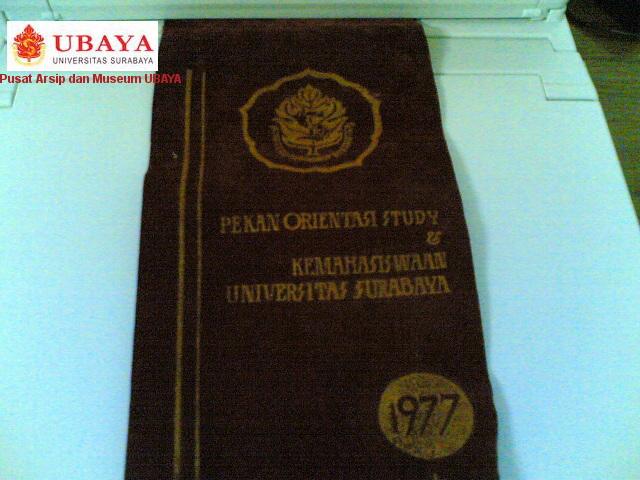 UBAYA
UNIVERSITAS SURABAYA
Pusat Arsip dan Museum UBAYA
PEKAN ORIENTASI STUDY
&
KEMAHASISWAAN
UNIVERSITAS SURABAYA
1977